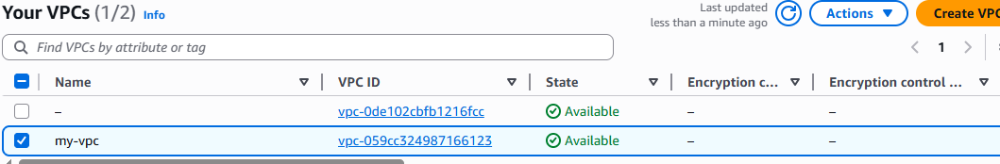 Your VPCs (1/2) Info
Last updated
less than a minute ago
Actions
Create VPC
Find VPCs by attribute or tag
1
Name VPC ID State Encryption c... Encryption control ...
– vpc-0de102cbfb1216fcc Available – –
my-vpc vpc-059cc324987166123 Available – –